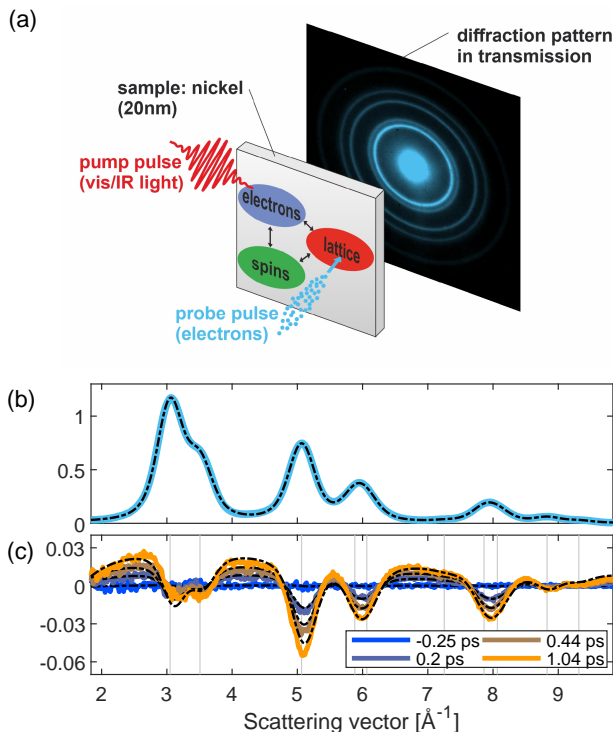 (a)
diffraction pattern
in transmission
sample: nickel
(20nm)
pump pulse
(vis/IR light)
electrons
lattice
spins
probe pulse
(electrons)
(b)
1
0.5
0
(c)
0.03
0
-0.03
-0.06
-0.25 ps
0.44 ps
0.2 ps
1.04 ps
2 3 4 5 6 7 8 9
Scattering vector [Å⁻¹]